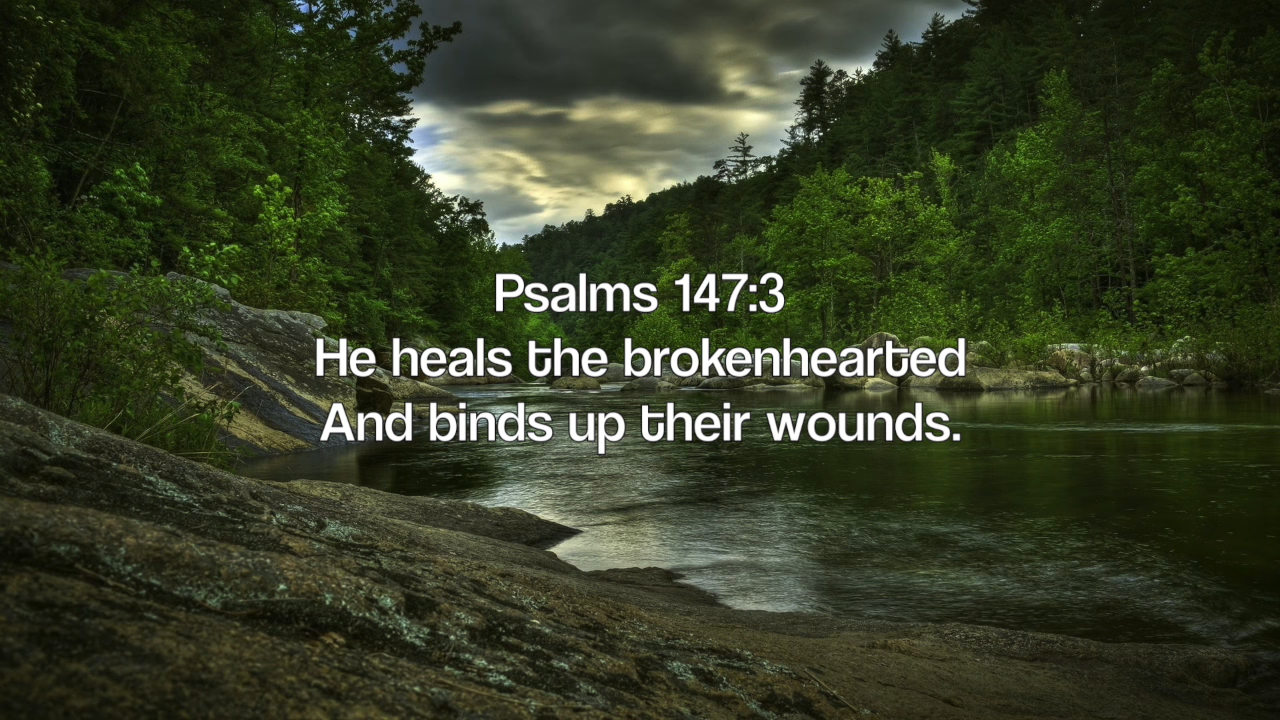 Psalms 147:3
He heals the brokenhearted
And binds up their wounds.